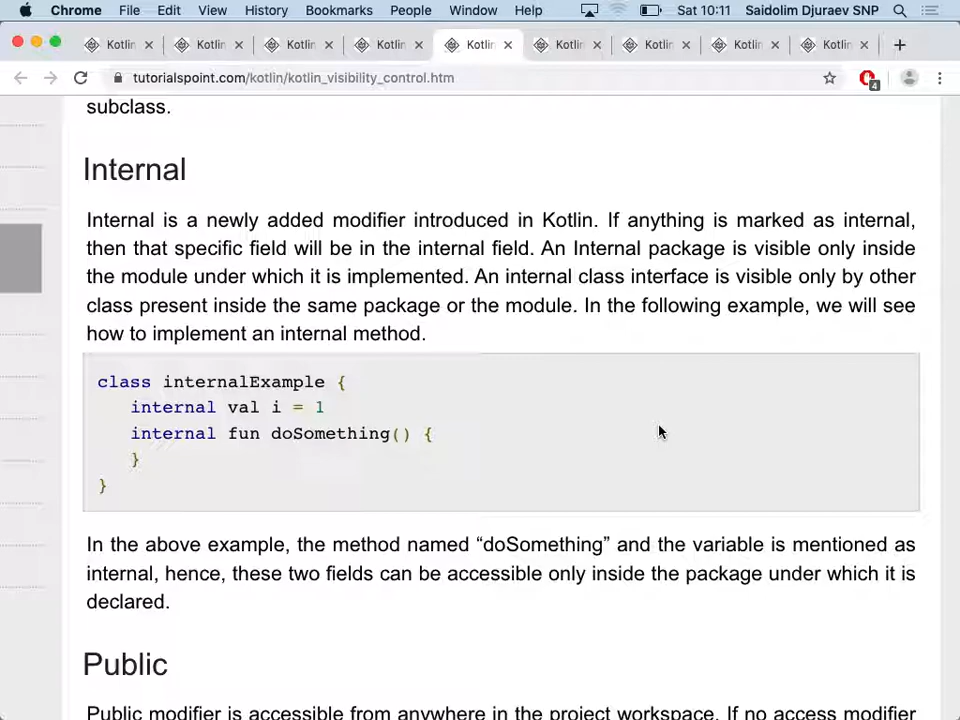 Chrome File Edit View History Bookmarks People Window Help Sat 10:11 Saidolim Djuraev SNP
Kotlin Kotlin Kotlin Kotlin Kotlin Kotlin Kotlin Kotlin Kotlin
tutorialspoint.com/kotlin/kotlin_visibility_control.htm 4
subclass.
Internal
Internal is a newly added modifier introduced in Kotlin. If anything is marked as internal,
then that specific field will be in the internal field. An Internal package is visible only inside
the module under which it is implemented. An internal class interface is visible only by other
class present inside the same package or the module. In the following example, we will see
how to implement an internal method.
class internalExample {
internal val i = 1
internal fun doSomething() {
}
}
In the above example, the method named “doSomething” and the variable is mentioned as
internal, hence, these two fields can be accessible only inside the package under which it is
declared.
Public
Public modifier is accessible from anywhere in the project workspace. If no access modifier